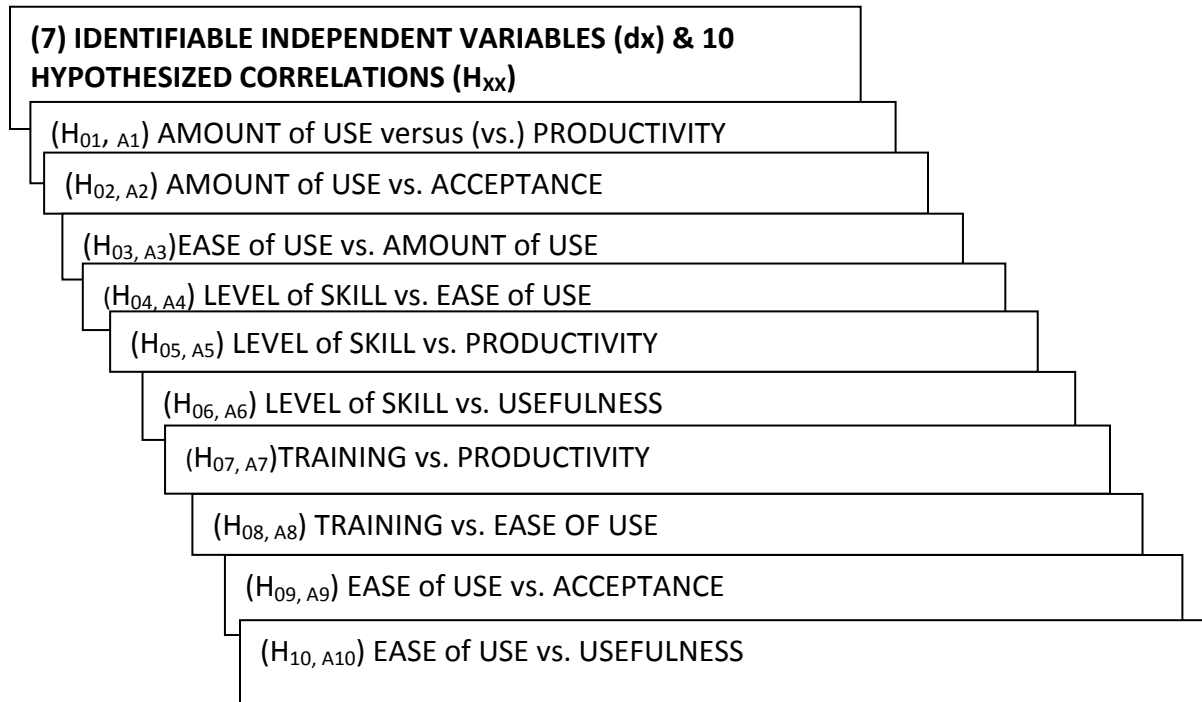 (7) IDENTIFIABLE INDEPENDENT VARIABLES (dx) & 10
HYPOTHESIZED CORRELATIONS (HXX)
(H01, A1) AMOUNT of USE versus (vs.) PRODUCTIVITY
(H02, A2) AMOUNT of USE vs. ACCEPTANCE
(H03, A3)EASE of USE vs. AMOUNT of USE
(H04, A4) LEVEL of SKILL vs. EASE of USE
(H05, A5) LEVEL of SKILL vs. PRODUCTIVITY
(H06, A6) LEVEL of SKILL vs. USEFULNESS
(H07, A7)TRAINING vs. PRODUCTIVITY
(H08, A8) TRAINING vs. EASE OF USE
(H09, A9) EASE of USE vs. ACCEPTANCE
(H10, A10) EASE of USE vs. USEFULNESS